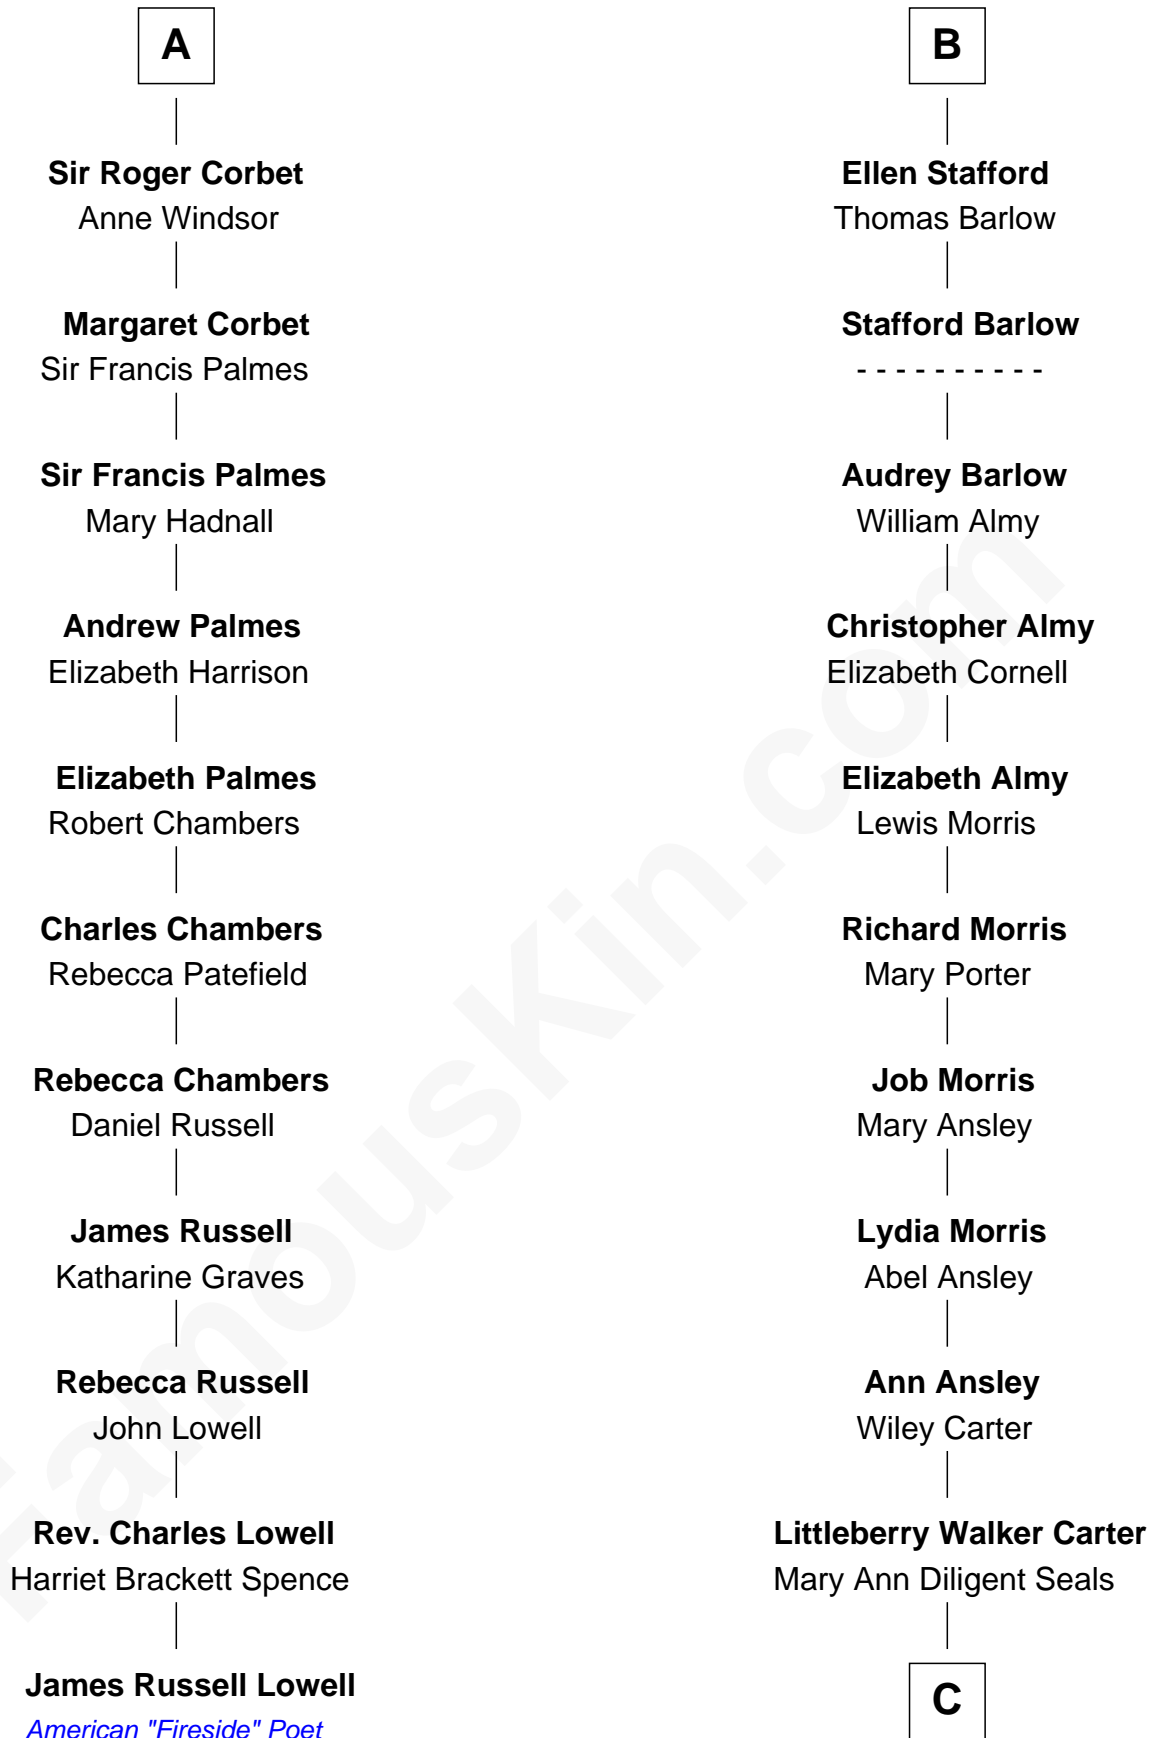 A
Sir Roger Corbet
Anne Windsor
Margaret Corbet
Sir Francis Palmes
Sir Francis Palmes
Mary Hadnall
Andrew Palmes
Elizabeth Harrison
Elizabeth Palmes
Robert Chambers
Charles Chambers
Rebecca Patefield
Rebecca Chambers
Daniel Russell
James Russell
Katharine Graves
Rebecca Russell
John Lowell
Rev. Charles Lowell
Harriet Brackett Spence
James Russell Lowell
American "Fireside" Poet
B
Ellen Stafford
Thomas Barlow
Stafford Barlow
- - - - - - - - - -
Audrey Barlow
William Almy
Christopher Almy
Elizabeth Cornell
Elizabeth Almy
Lewis Morris
Richard Morris
Mary Porter
Job Morris
Mary Ansley
Lydia Morris
Abel Ansley
Ann Ansley
Wiley Carter
Littleberry Walker Carter
Mary Ann Diligent Seals
C
FamousKin.com